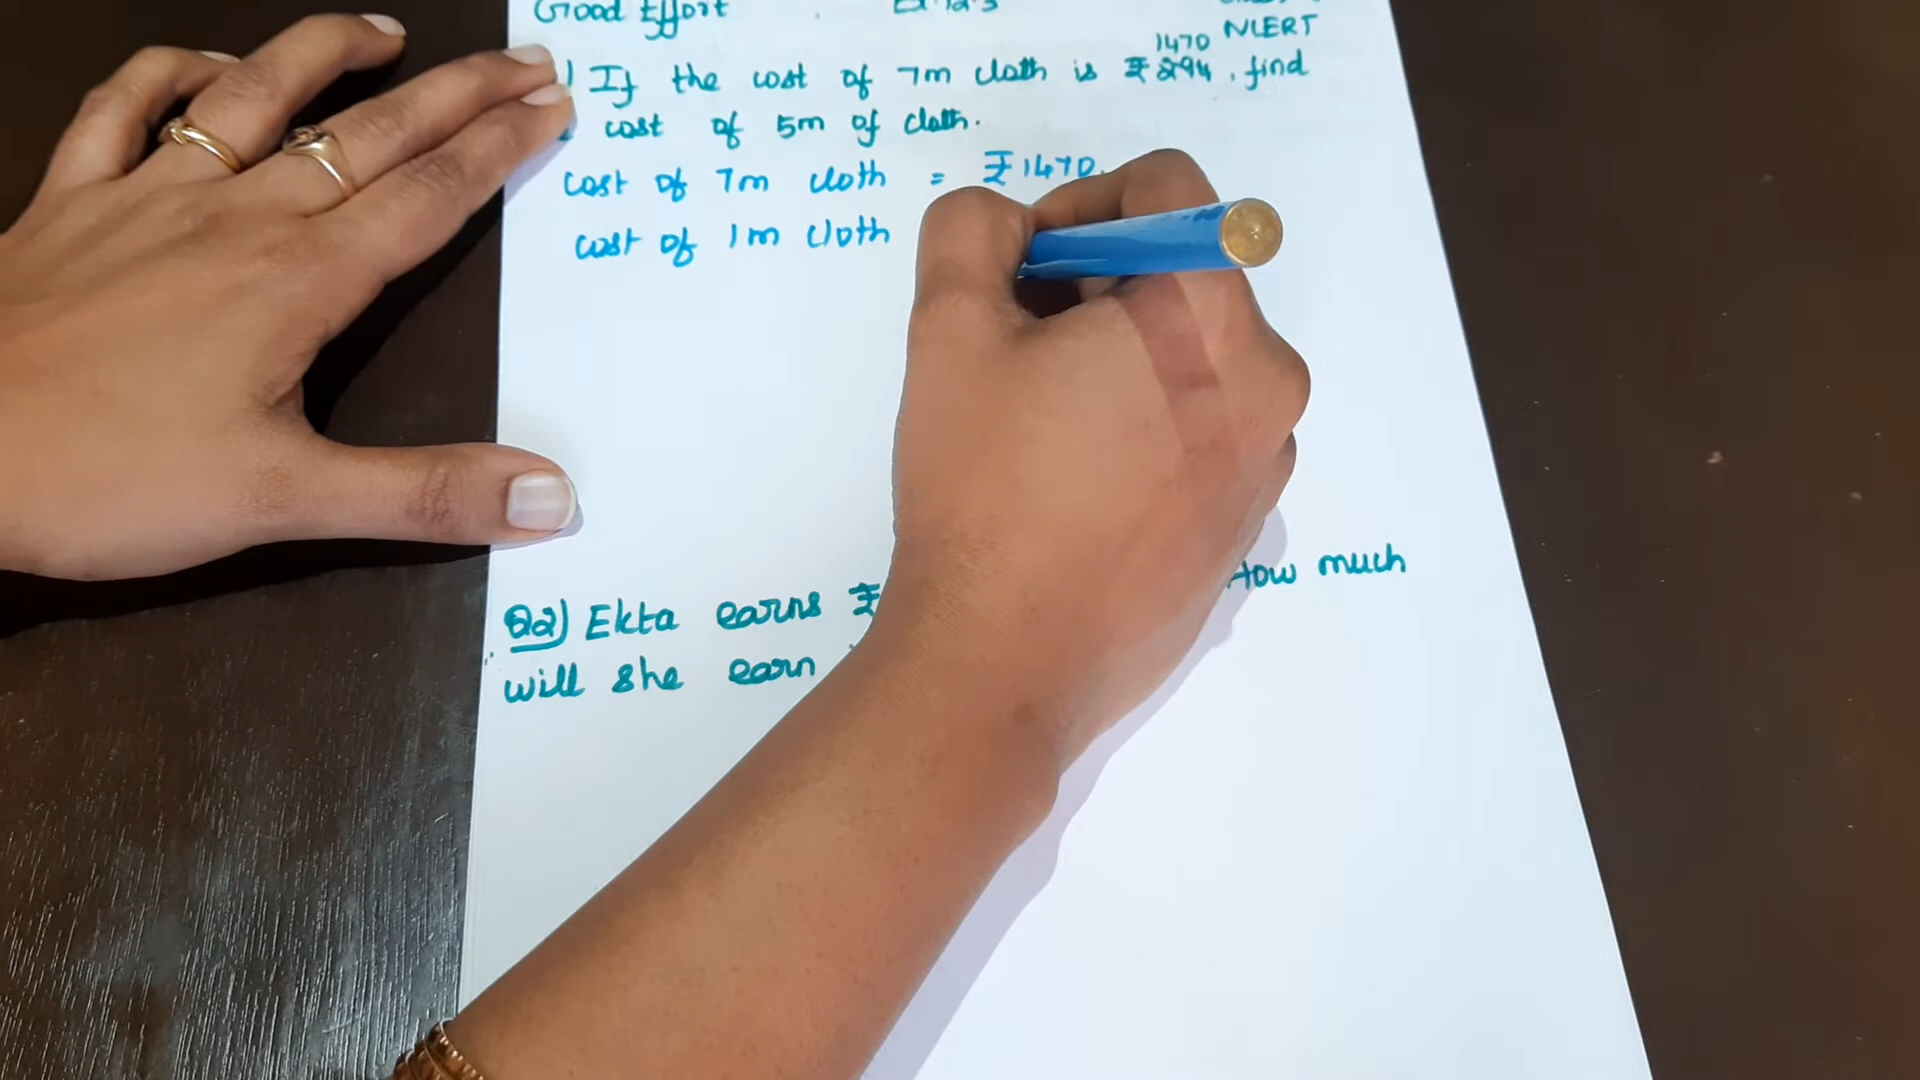 Good Effort
NCERT
1470
If the cost of 7m cloth is ₹294, find
cost of 5m of cloth.
cost of 7m cloth = ₹1470.
cost of 1m cloth
Q2) Ekta earns ₹ How much
will she earn